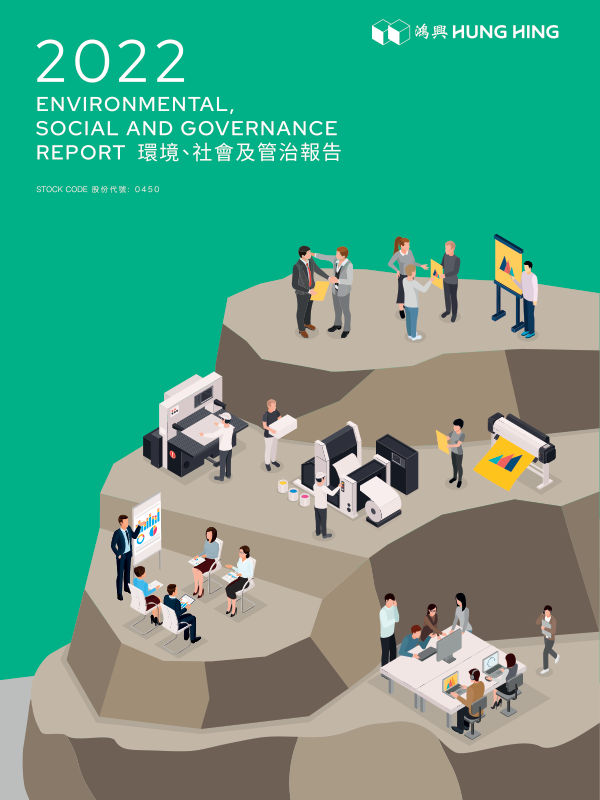 鴻興 HUNG HING
2022
ENVIRONMENTAL,
SOCIAL AND GOVERNANCE
REPORT 環境、社會及管治報告
STOCK CODE 股份代號: 0450